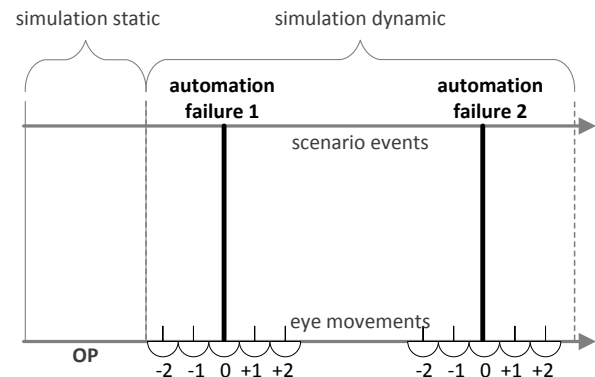 simulation static
simulation dynamic
automation
failure 1
automation
failure 2
scenario events
eye movements
OP
-2 -1 0 +1 +2
-2 -1 0 +1 +2